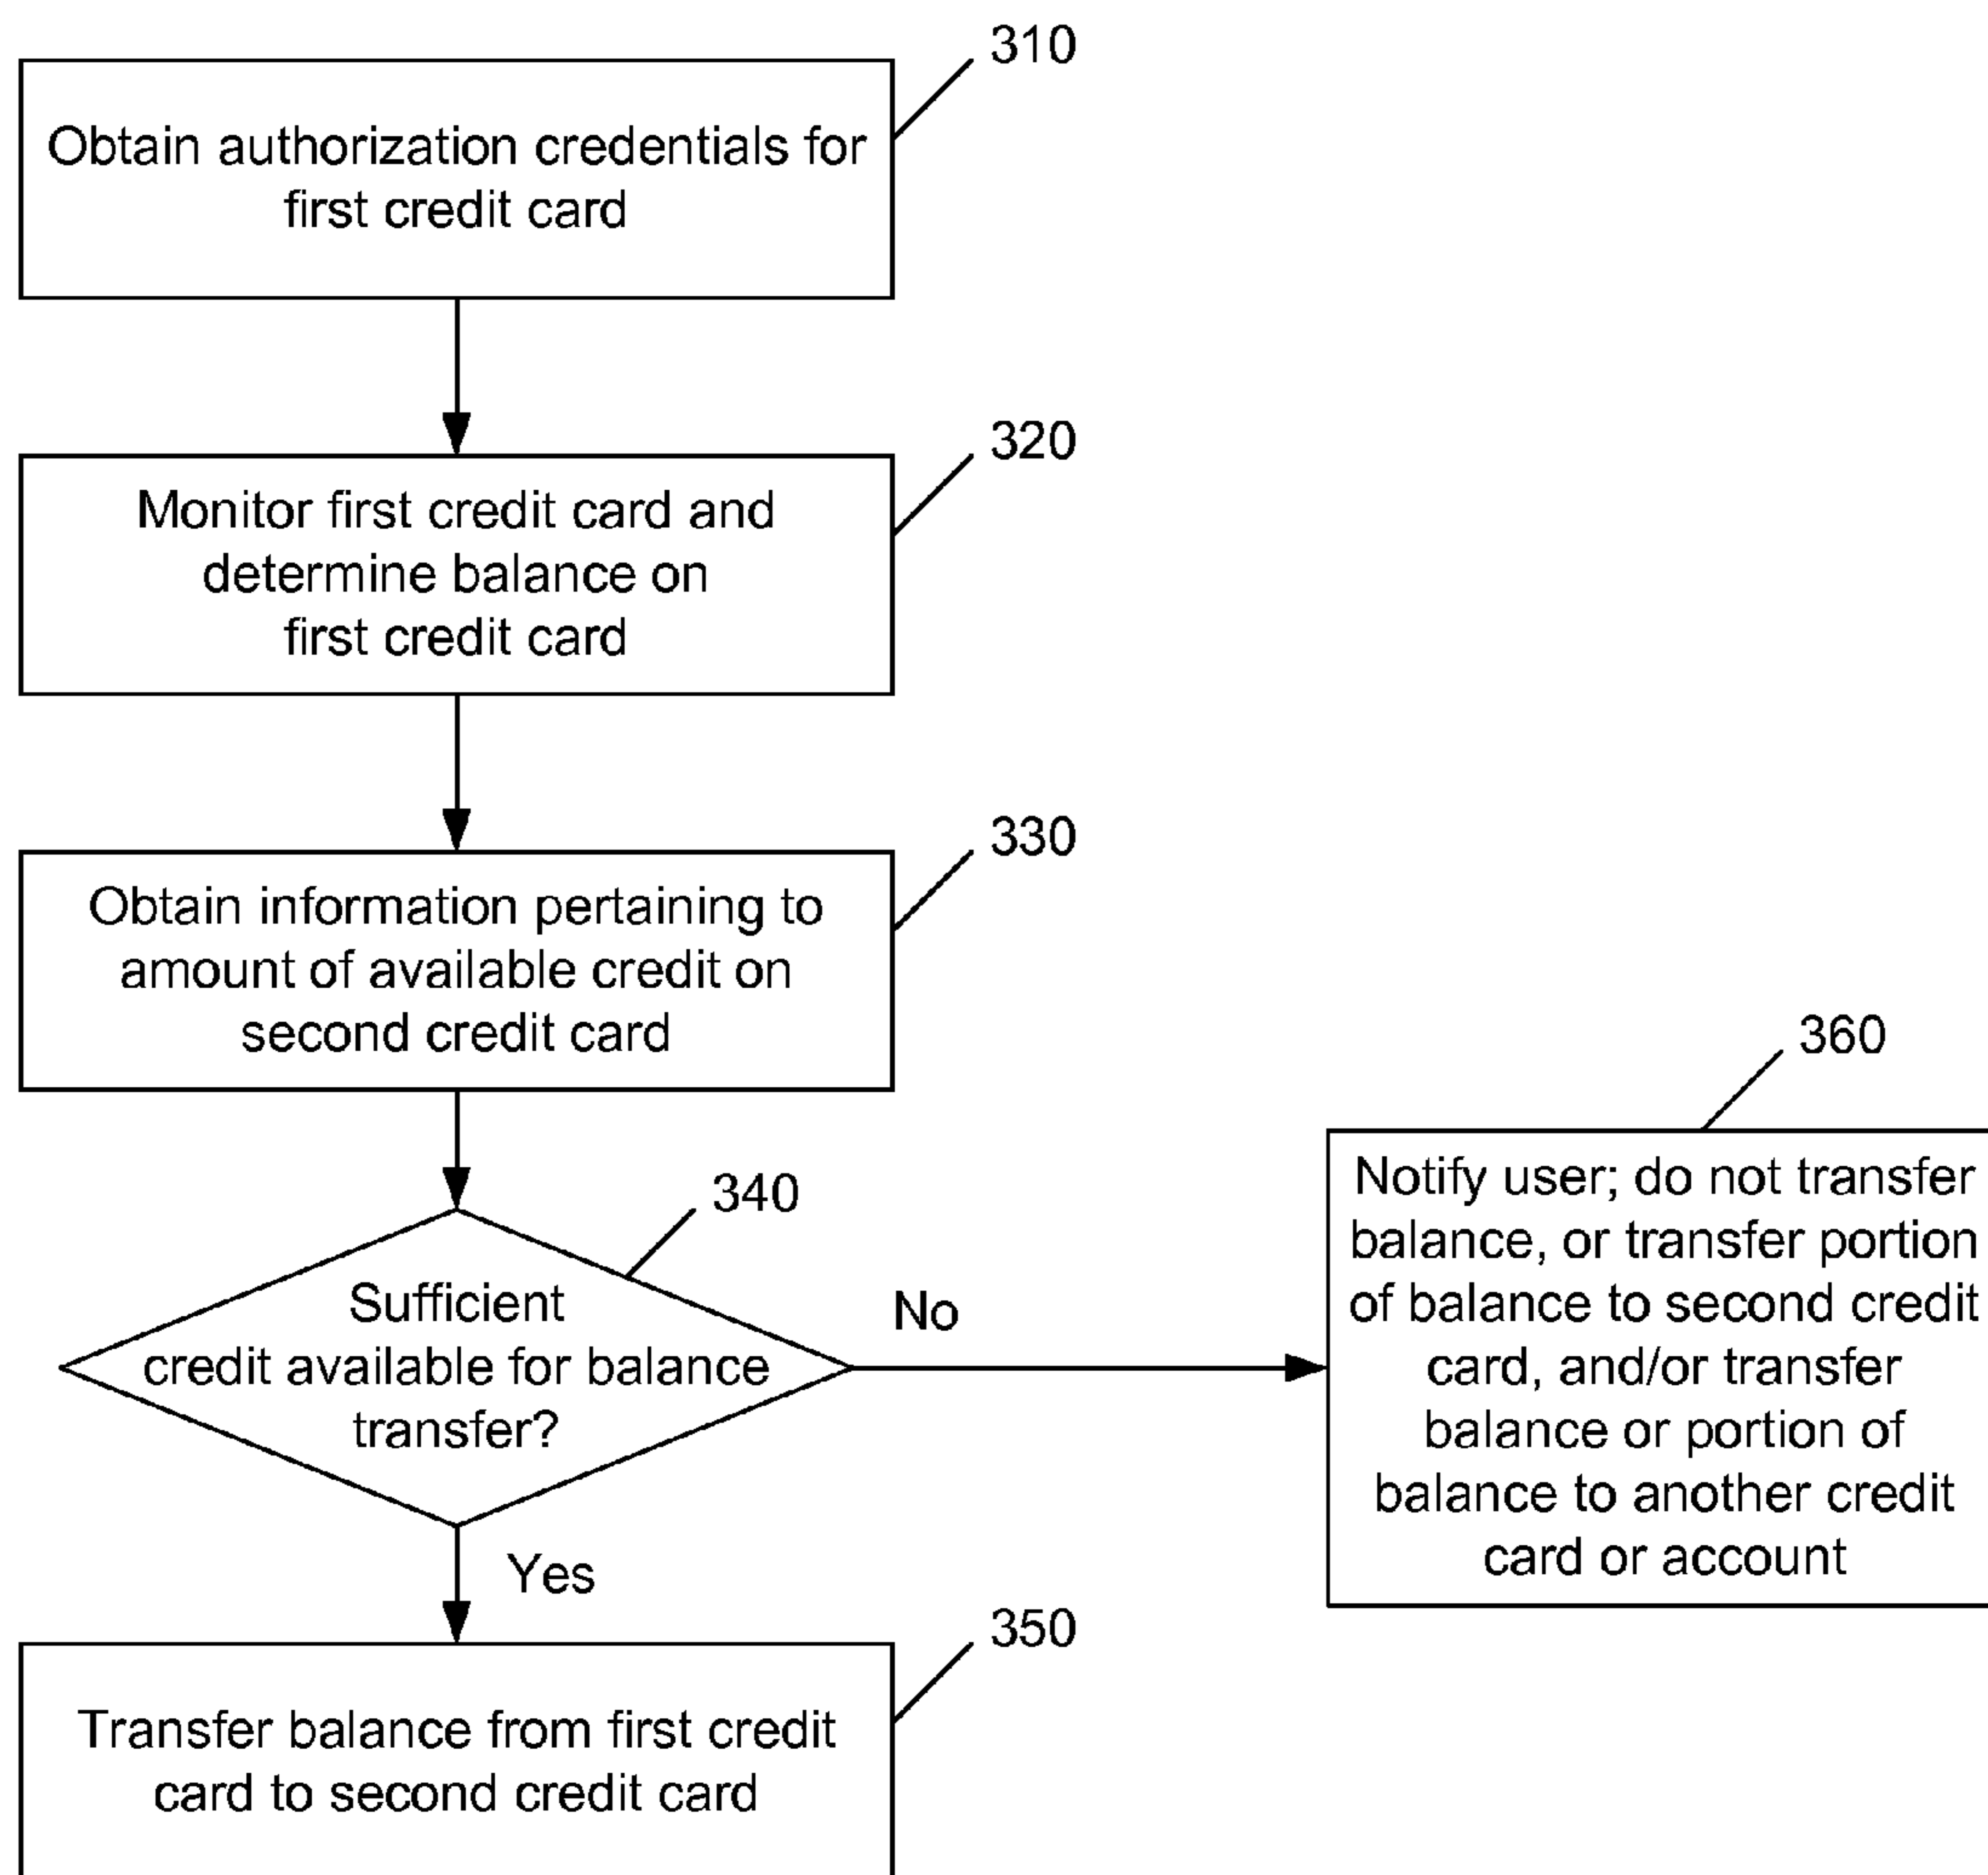 310
Obtain authorization credentials for
first credit card
320
Monitor first credit card and
determine balance on
first credit card
330
Obtain information pertaining to
amount of available credit on
second credit card
340
Sufficient
credit available for balance
transfer?
No
360
Notify user; do not transfer
balance, or transfer portion
of balance to second credit
card, and/or transfer
balance or portion of
balance to another credit
card or account
Yes
350
Transfer balance from first credit
card to second credit card